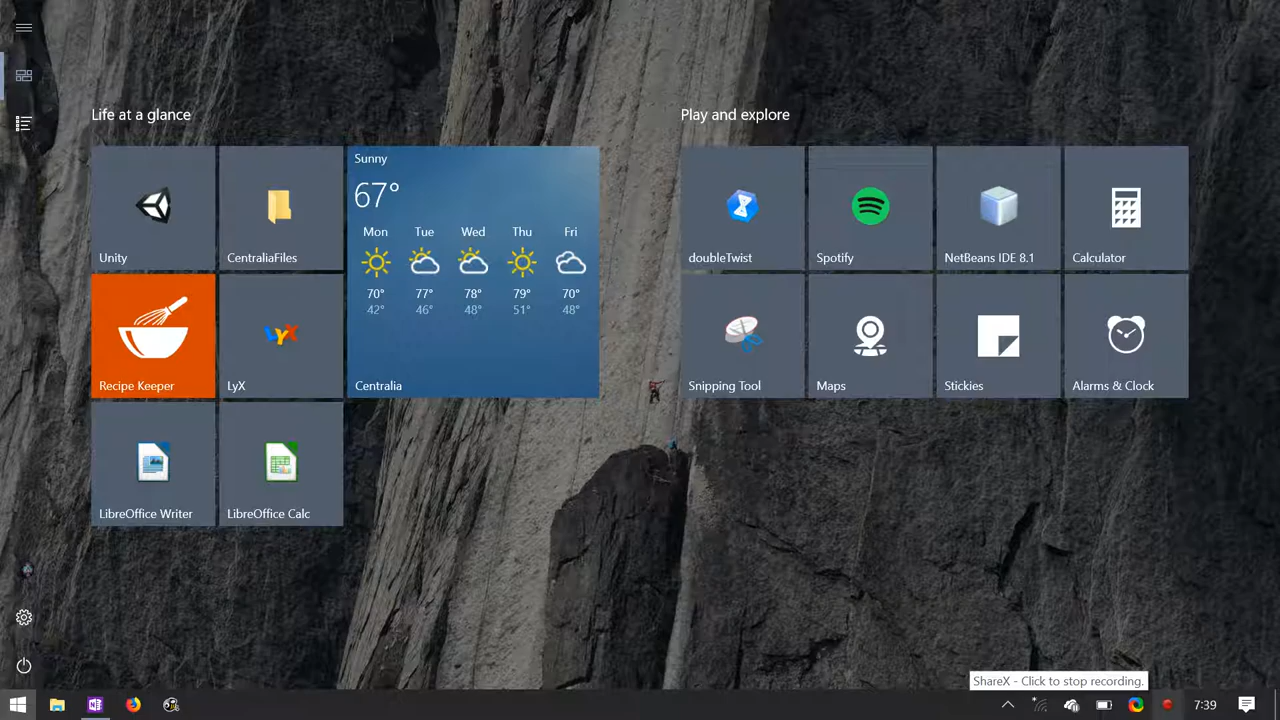 Life at a glance
Play and explore
Unity
CentraliaFiles
Sunny
67°
Mon Tue Wed Thu Fri
70° 77° 78° 79° 70°
42° 46° 48° 51° 48°
Centralia
doubleTwist
Spotify
NetBeans IDE 8.1
Calculator
Recipe Keeper
LyX
LyX
Snipping Tool
Maps
Stickies
Alarms & Clock
LibreOffice Writer
LibreOffice Calc
ShareX - Click to stop recording.
7:39